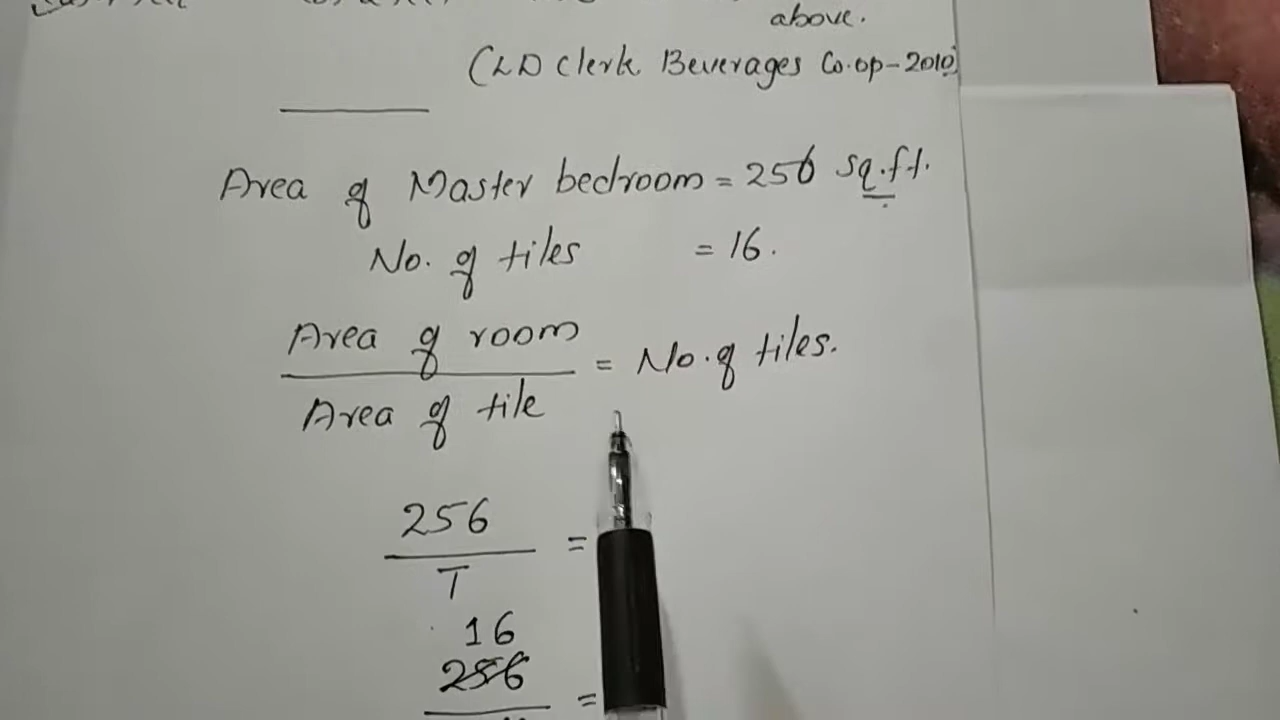 above.
(LD Clerk Beverages Co.op-2010)
Area of Master bedroom = 256 sq.ft.
No. of tiles = 16.
Area of room
= No. of tiles.
Area of tile
256
=
T
16
256
=